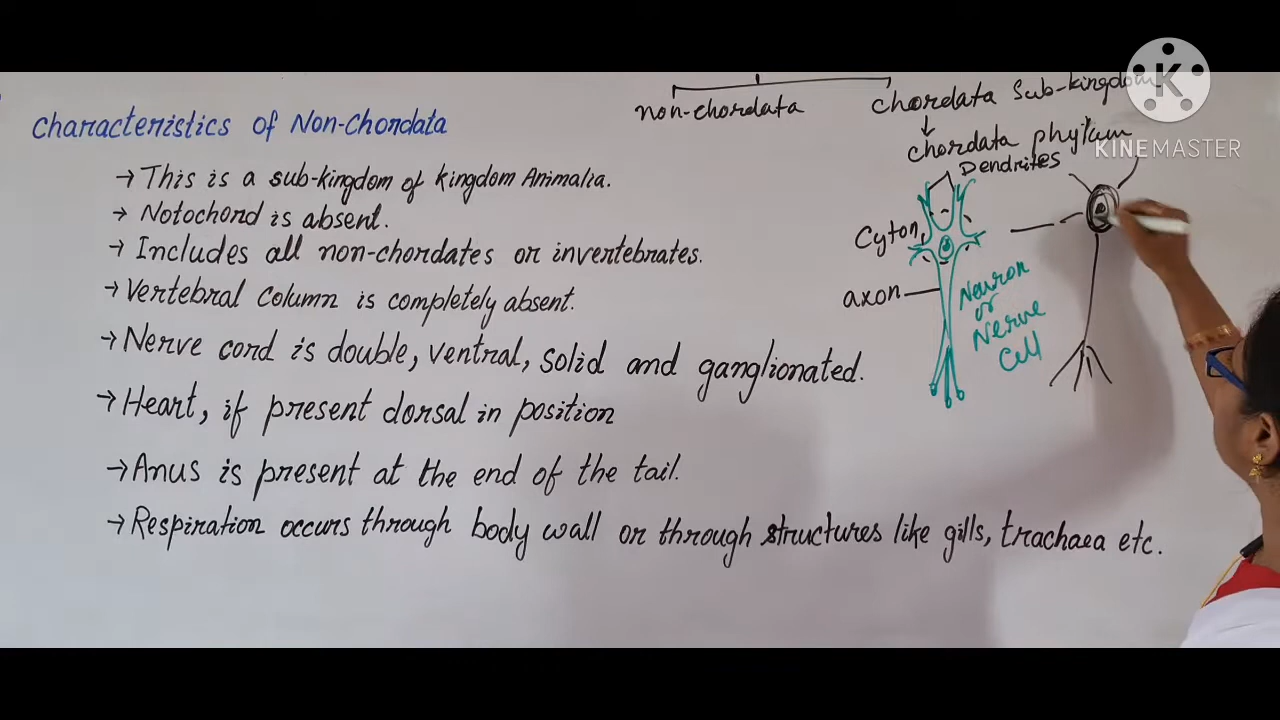 non-chordata
chordata Sub-kingdom
chordata phylum
Characteristics of Non-Chordata
→ This is a sub-kingdom of kingdom Animalia.
→ Notochord is absent.
→ Includes all non-chordates or invertebrates.
→ Vertebral column is completely absent.
→ Nerve cord is double, ventral, solid and ganglionated.
→ Heart, if present dorsal in position
→ Anus is present at the end of the tail.
→ Respiration occurs through body wall or through structures like gills, trachaea etc.
Dendrites
Cyton
axon
Neuron
or
Nerve
Cell
K
KINEMASTER